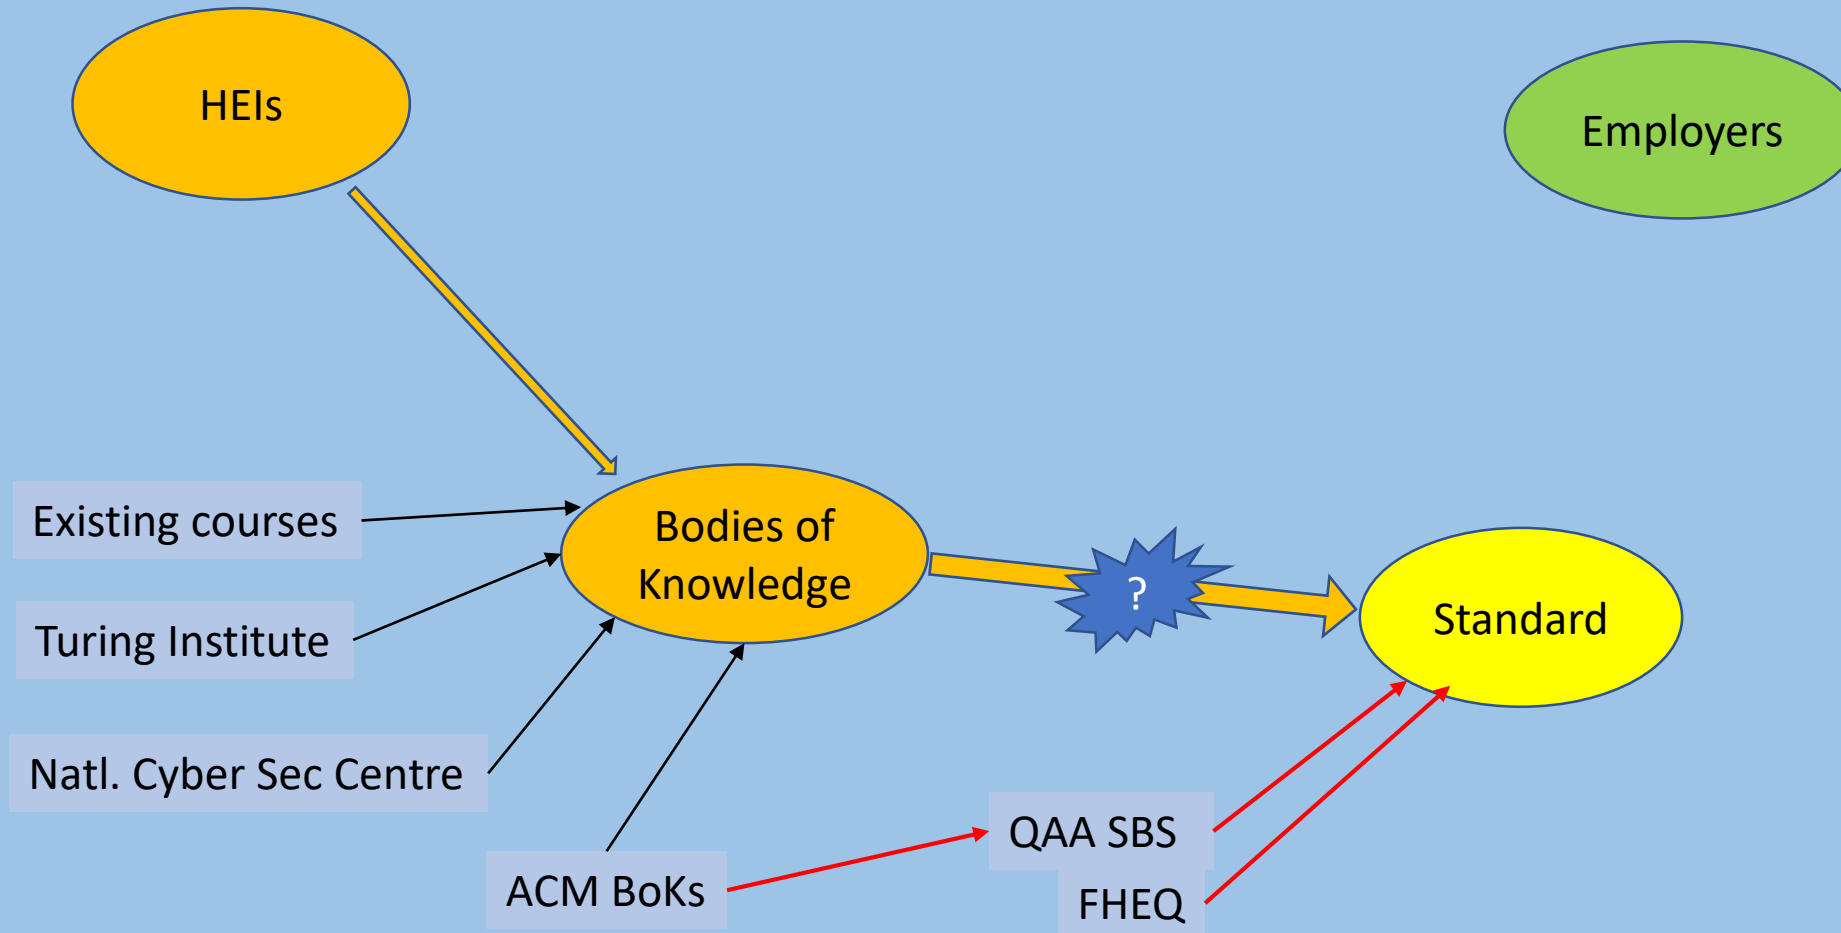 HEIs
Employers
Existing courses
Bodies of
Knowledge
?
Standard
Turing Institute
Natl. Cyber Sec Centre
QAA SBS
ACM BoKs
FHEQ